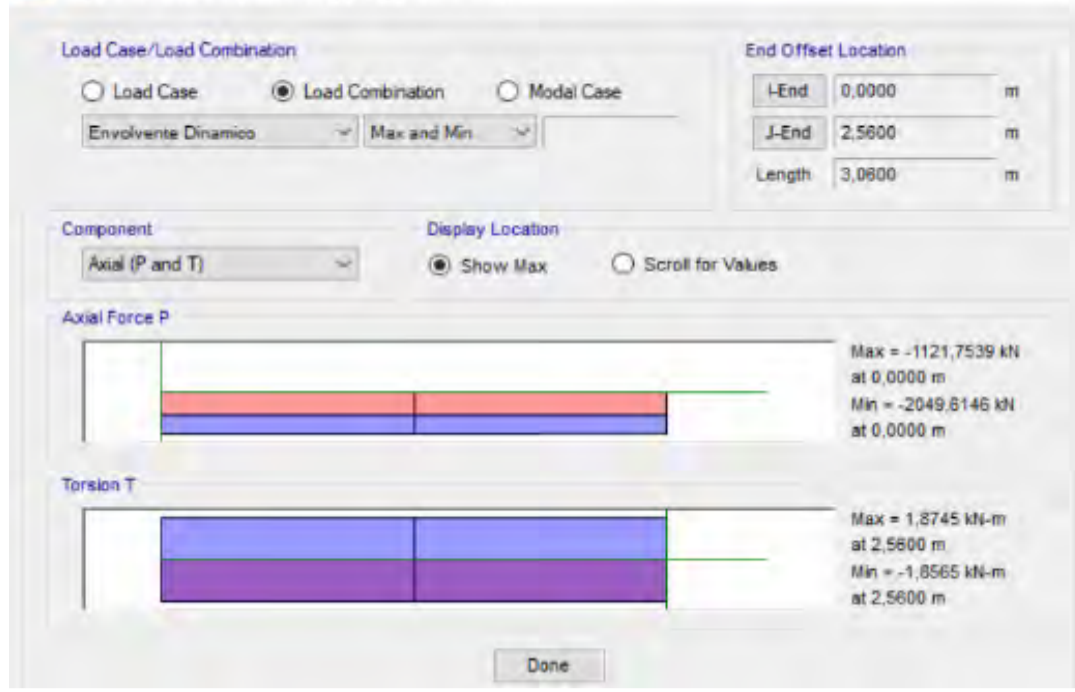 Load Case/Load Combination
Load Case Load Combination Modal Case
Envolvente Dinamico Max and Min
End Offset Location
I-End 0,0000 m
J-End 2,5600 m
Length 3,0600 m
Component
Axial (P and T)
Display Location
Show Max Scroll for Values
Axial Force P
Max = -1121,7539 kN
at 0,0000 m
Min = -2049,6146 kN
at 0,0000 m
Torsion T
Max = 1,8745 kN-m
at 2,5600 m
Min = -1,8565 kN-m
at 2,5600 m
Done